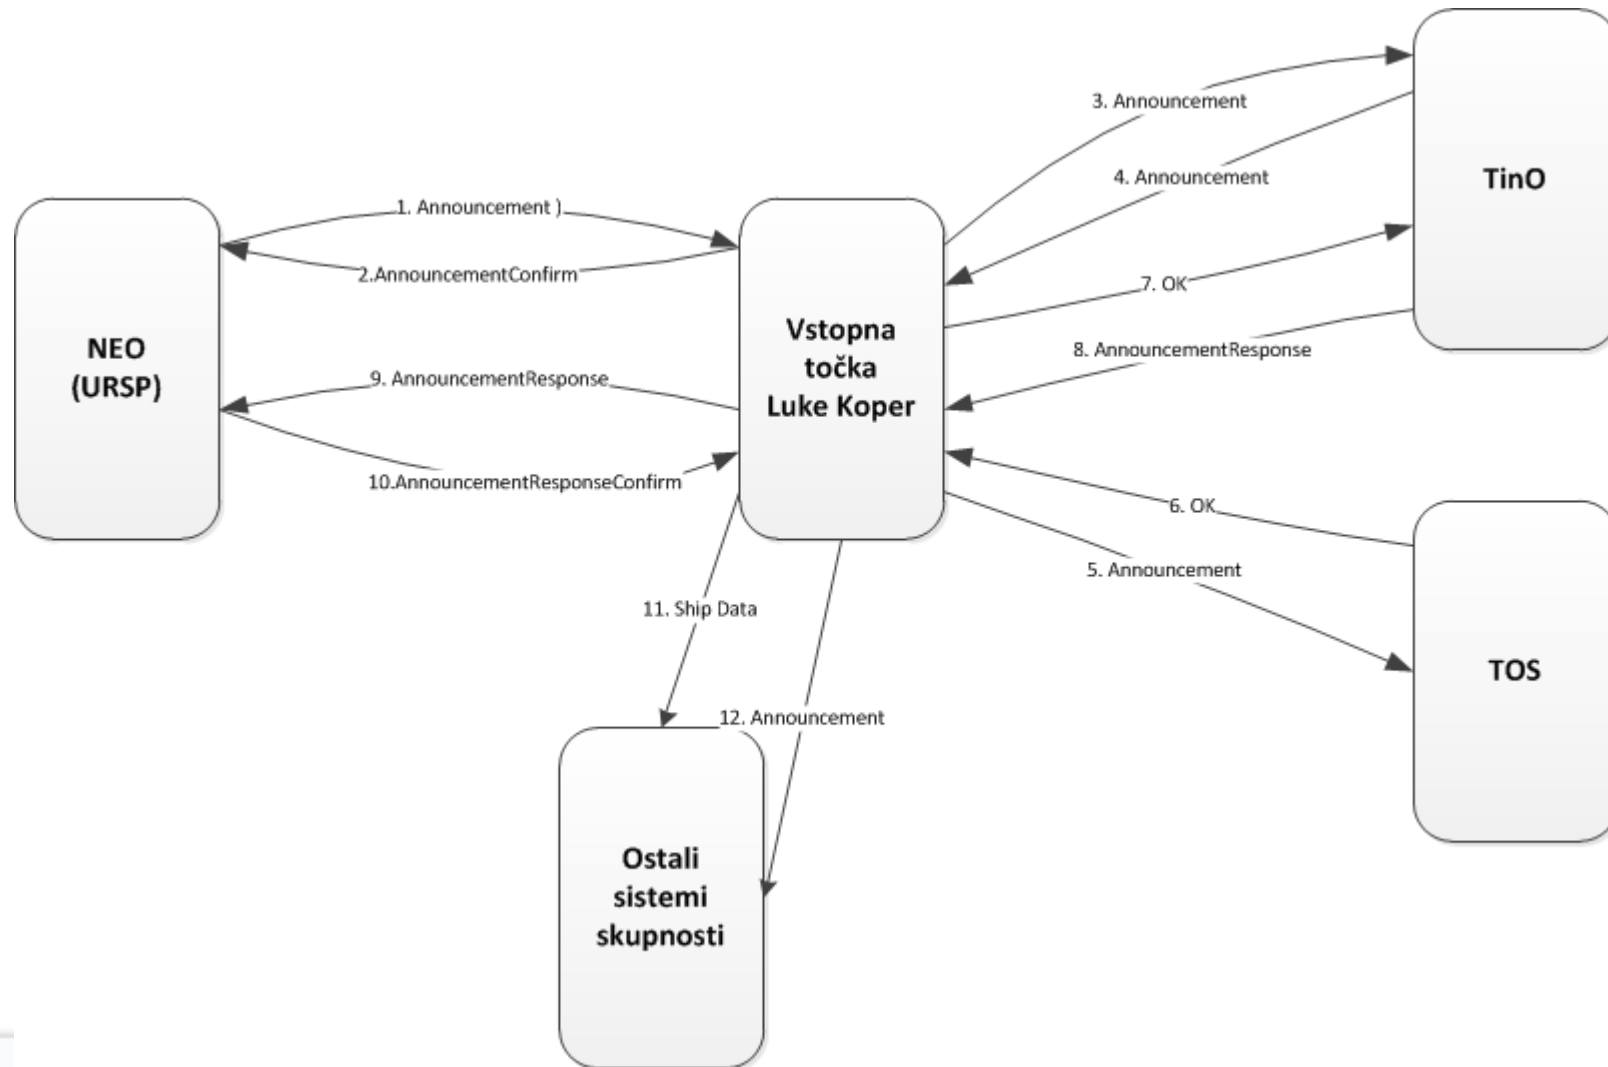 3. Announcement
4. Announcement
TinO
1. Announcement )
2.AnnouncementConfirm
7. OK
NEO
(URSP)
Vstopna
točka
Luke Koper
8. AnnouncementResponse
9. AnnouncementResponse
10.AnnouncementResponseConfirm
6. OK
5. Announcement
11. Ship Data
TOS
12. Announcement
Ostali
sistemi
skupnosti